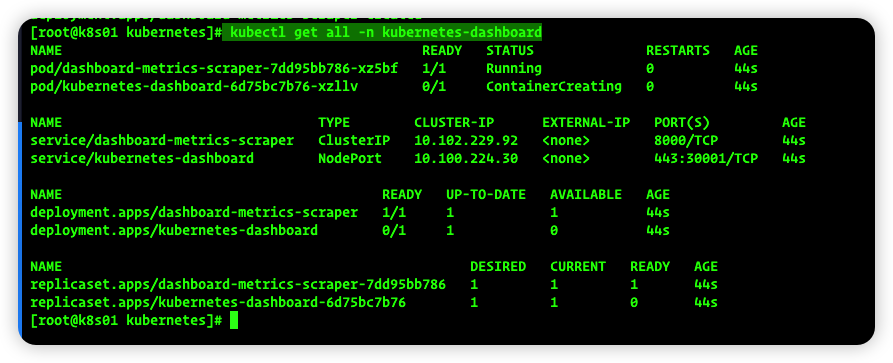 [root@k8s01 kubernetes]# kubectl get all -n kubernetes-dashboard
NAME                                             READY   STATUS              RESTARTS   AGE
pod/dashboard-metrics-scraper-7dd95bb786-xz5bf   1/1     Running             0          44s
pod/kubernetes-dashboard-6d75bc7b76-xzllv        0/1     ContainerCreating   0          44s

NAME                                TYPE        CLUSTER-IP      EXTERNAL-IP   PORT(S)         AGE
service/dashboard-metrics-scraper   ClusterIP   10.102.229.92   <none>        8000/TCP        44s
service/kubernetes-dashboard        NodePort    10.100.224.30   <none>        443:30001/TCP   44s

NAME                                        READY   UP-TO-DATE   AVAILABLE   AGE
deployment.apps/dashboard-metrics-scraper   1/1     1            1           44s
deployment.apps/kubernetes-dashboard        0/1     1            0           44s

NAME                                                   DESIRED   CURRENT   READY   AGE
replicaset.apps/dashboard-metrics-scraper-7dd95bb786   1         1         1       44s
replicaset.apps/kubernetes-dashboard-6d75bc7b76        1         1         0       44s
[root@k8s01 kubernetes]#